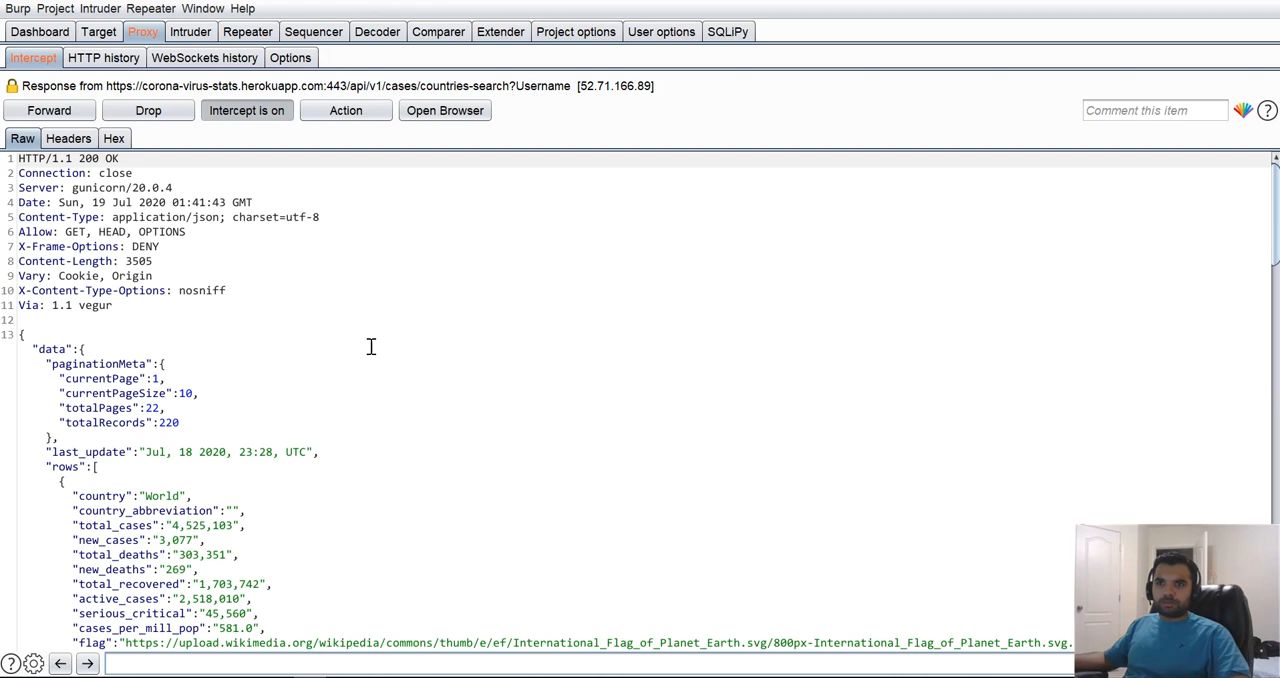 Burp Project Intruder Repeater Window Help
Dashboard Target Proxy Intruder Repeater Sequencer Decoder Comparer Extender Project options User options SQLiPy
Intercept HTTP history WebSockets history Options
Response from https://corona-virus-stats.herokuapp.com:443/api/v1/cases/countries-search?Username [52.71.166.89]
Forward Drop Intercept is on Action Open Browser Comment this item ?
Raw Headers Hex
1 HTTP/1.1 200 OK
2 Connection: close
3 Server: gunicorn/20.0.4
4 Date: Sun, 19 Jul 2020 01:41:43 GMT
5 Content-Type: application/json; charset=utf-8
6 Allow: GET, HEAD, OPTIONS
7 X-Frame-Options: DENY
8 Content-Length: 3505
9 Vary: Cookie, Origin
10 X-Content-Type-Options: nosniff
11 Via: 1.1 vegur
12
13 {
"data":{
"paginationMeta":{
"currentPage":1,
"currentPageSize":10,
"totalPages":22,
"totalRecords":220
},
"last_update":"Jul, 18 2020, 23:28, UTC",
"rows":[
{
"country":"World",
"country_abbreviation":"",
"total_cases":"4,525,103",
"new_cases":"3,077",
"total_deaths":"303,351",
"new_deaths":"269",
"total_recovered":"1,703,742",
"active_cases":"2,518,010",
"serious_critical":"45,560",
"cases_per_mill_pop":"581.0",
"flag":"https://upload.wikimedia.org/wikipedia/commons/thumb/e/ef/International_Flag_of_Planet_Earth.svg/800px-International_Flag_of_Planet_Earth.svg.
?